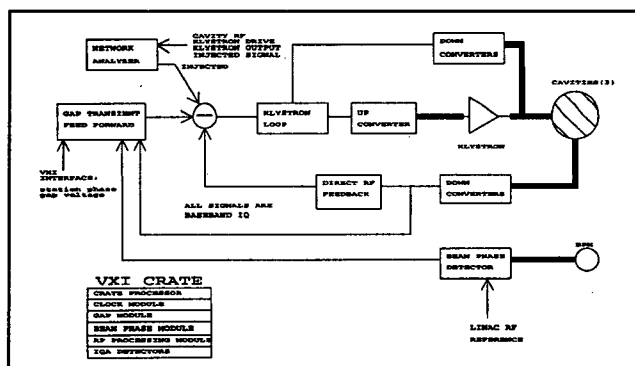 NETWORK
ANALYZER
CAVITY RF
KLYSTRON DRIVE
KLYSTRON OUTPUT
INJECTED SIGNAL
INJECTED
DOWN
CONVERTERS
CAVITIES(2)
GAP TRANSIENT
FEED FORWARD
KLYSTRON
LOOP
UP
CONVERTER
KLYSTRON
VXI
INTERFACE:
station phase
gap voltage
ALL SIGNALS ARE
BASEBAND IQ
DIRECT RF
FEEDBACK
DOWN
CONVERTERS
BEAM PHASE
DETECTOR
BPM
LINAC RF
REFERENCE
VXI CRATE
CRATE PROCESSOR
CLOCK MODULE
GAP MODULE
BEAM PHASE MODULE
RF PROCESSING MODULE
IQA DETECTORS